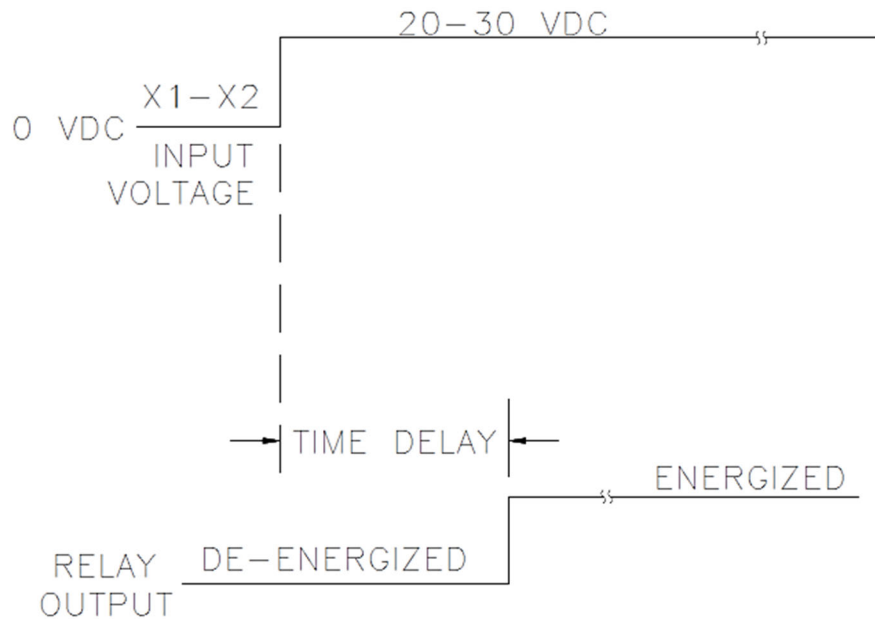 20-30 VDC
X1-X2
0 VDC
INPUT
VOLTAGE
TIME DELAY
ENERGIZED
DE-ENERGIZED
RELAY
OUTPUT